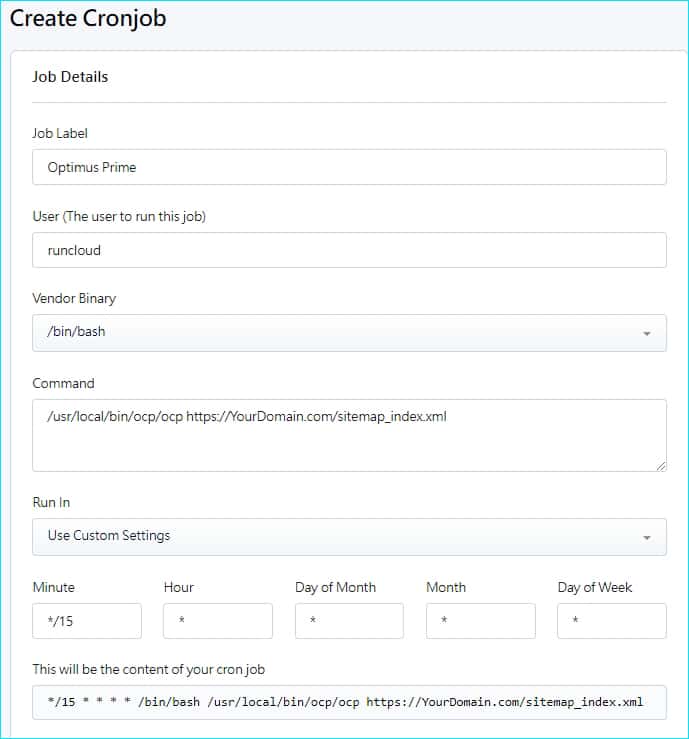 Create Cronjob
Job Details
Job Label
Optimus Prime
User (The user to run this job)
runcloud
Vendor Binary
/bin/bash
Command
/usr/local/bin/ocp/ocp https://YourDomain.com/sitemap_index.xml
Run In
Use Custom Settings
Minute Hour Day of Month Month Day of Week
*/15 * * * *
This will be the content of your cron job
*/15 * * * * /bin/bash /usr/local/bin/ocp/ocp https://YourDomain.com/sitemap_index.xml